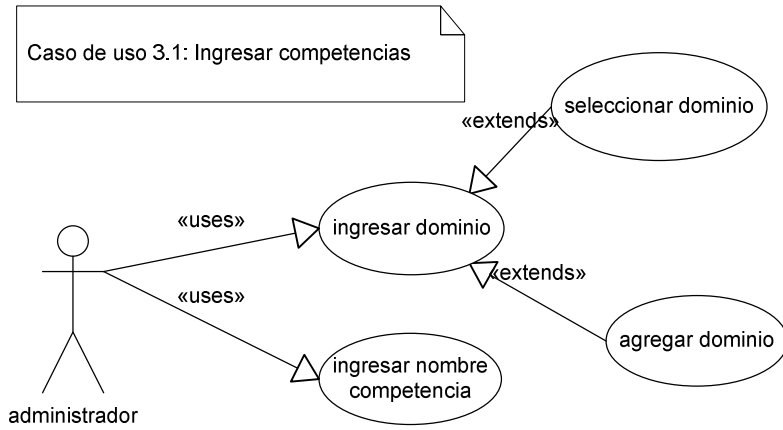 Caso de uso 3.1: Ingresar competencias
seleccionar dominio
«extends»
«uses»
ingresar dominio
«extends»
«uses»
agregar dominio
ingresar nombre
competencia
administrador